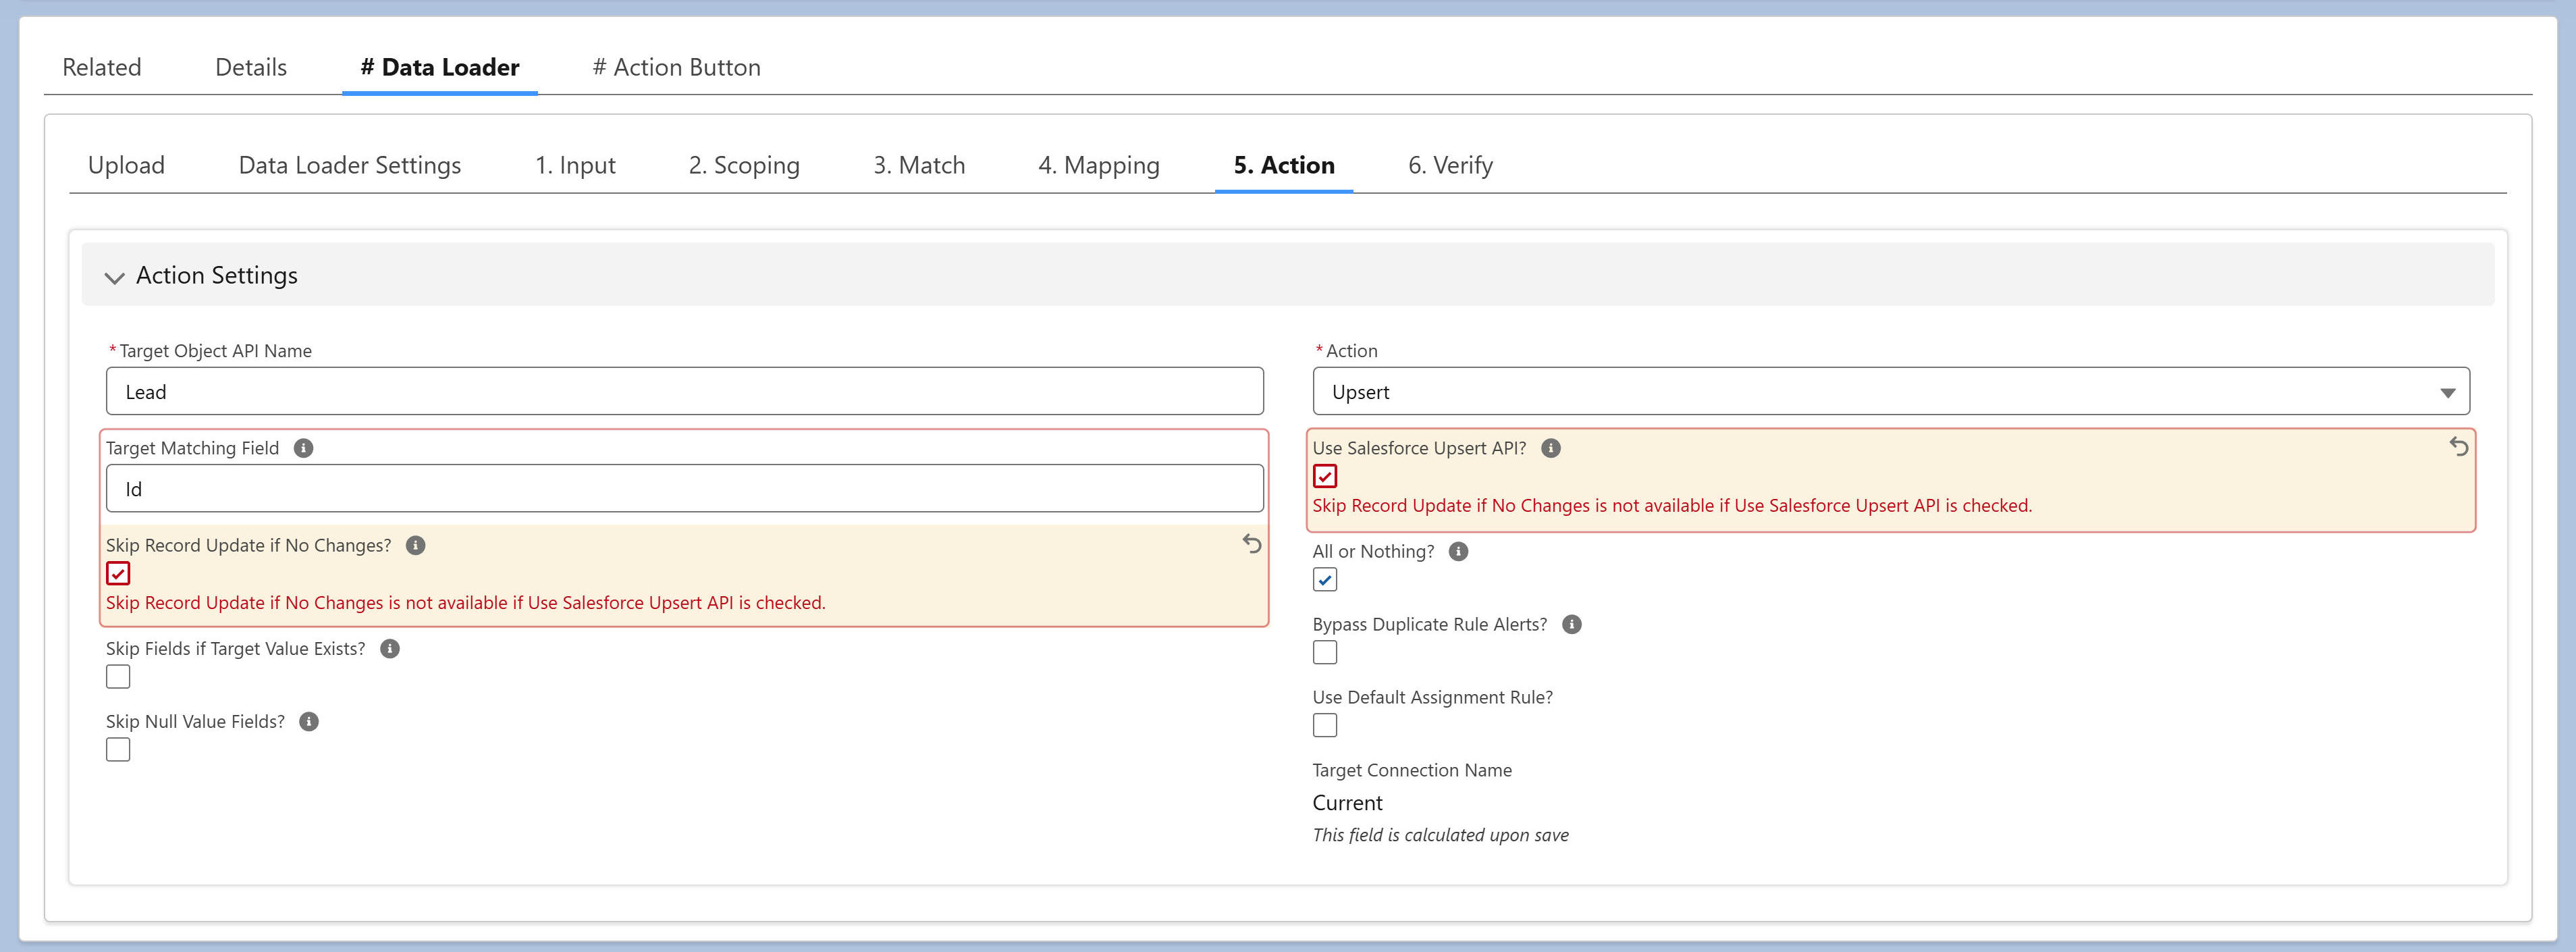 Related Details # Data Loader # Action Button
Upload Data Loader Settings 1. Input 2. Scoping 3. Match 4. Mapping 5. Action 6. Verify
Action Settings
*Target Object API Name
Lead
*Action
Upsert
Target Matching Field
Id
Use Salesforce Upsert API?
Skip Record Update if No Changes is not available if Use Salesforce Upsert API is checked.
Skip Record Update if No Changes?
Skip Record Update if No Changes is not available if Use Salesforce Upsert API is checked.
All or Nothing?
Skip Fields if Target Value Exists?
Bypass Duplicate Rule Alerts?
Skip Null Value Fields?
Use Default Assignment Rule?
Target Connection Name
Current
This field is calculated upon save